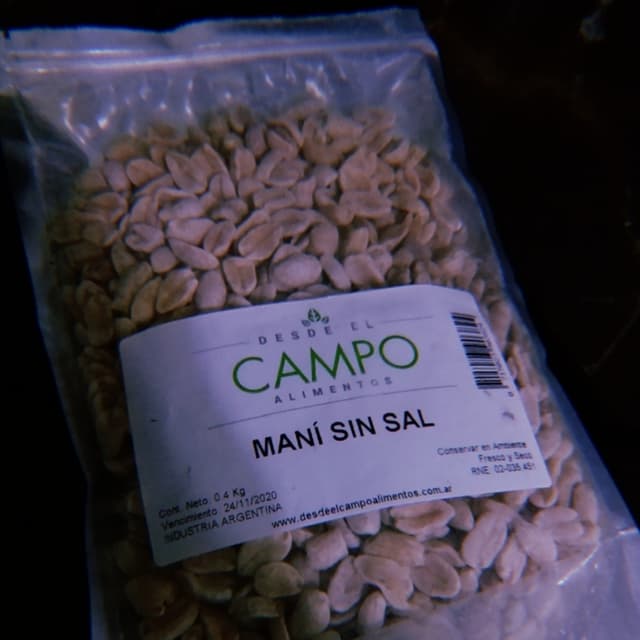 DESDE EL
CAMPO
ALIMENTOS
MANÍ SIN SAL
Conservar en Ambiente
Fresco y Seco
RNE: 02-035 451
Cont. Neto: 0.4 Kg
Vencimiento: 24/11/2020
INDUSTRIA ARGENTINA
www.desdeelcampoalimentos.com.ar